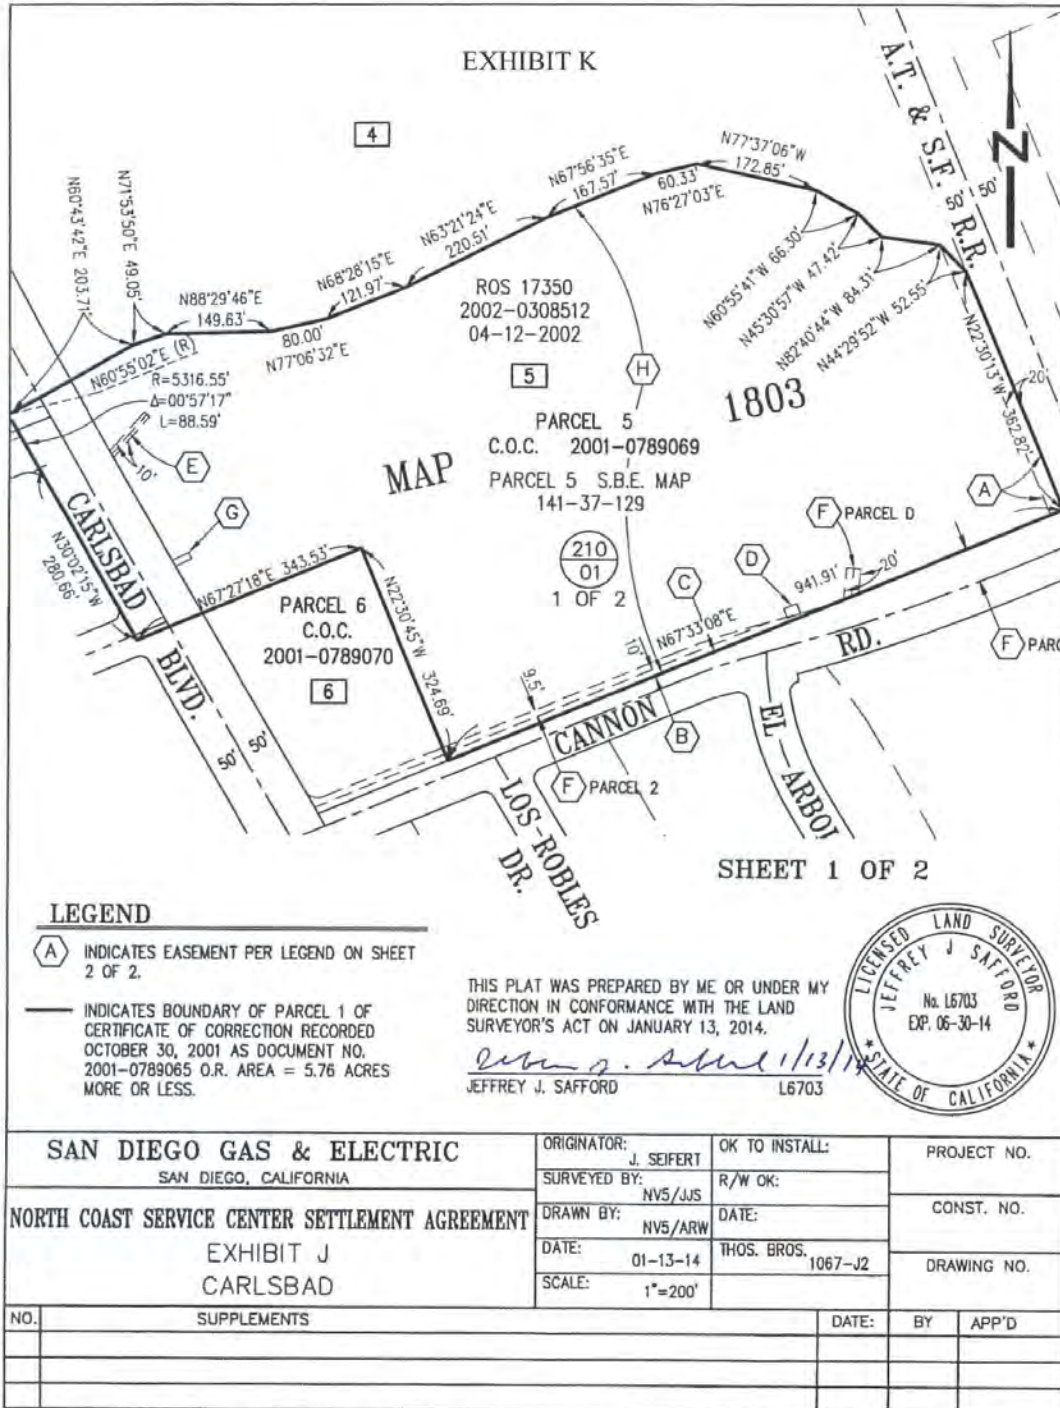 EXHIBIT K
4
A.T. & S.F. R.R.
50' 50'
N
N60°43'42"E 203.71'
N71°53'50"E 49.05'
N88°29'46"E
149.63'
80.00'
N77°06'32"E
N68°28'15"E
121.97'
N63°21'24"E
220.51'
N67°56'35"E
167.57'
60.33'
N76°27'03"E
N77°37'06"W
172.85'
N60°55'41"W 66.30'
N45°30'57"W 47.42'
N82°40'44"W 84.31'
N44°29'52"W 52.55'
N22°30'13"W 362.82'
20'
N60°55'02"E (R)
R=5316.55'
Δ=00°57'17"
L=88.59'
10'
E
G
ROS 17350
2002-0308512
04-12-2002
5
H
MAP 1803
PARCEL 5
C.O.C. 2001-0789069
PARCEL 5 S.B.E. MAP
141-37-129
210
01
1 OF 2
A
F PARCEL D
D
C
20'
941.91'
N67°33'08"E
10'
9.5'
B
F PARCEL 2
F PARC
CARLSBAD BLVD.
N30°02'15"W
280.66'
N67°27'18"E 343.53'
N22°30'45"W
324.69'
PARCEL 6
C.O.C.
2001-0789070
6
50' 50'
CANNON RD.
LOS ROBLES
DR.
EL ARBOL
SHEET 1 OF 2
LEGEND
A INDICATES EASEMENT PER LEGEND ON SHEET
2 OF 2.
INDICATES BOUNDARY OF PARCEL 1 OF
CERTIFICATE OF CORRECTION RECORDED
OCTOBER 30, 2001 AS DOCUMENT NO.
2001-0789065 O.R. AREA = 5.76 ACRES
MORE OR LESS.
THIS PLAT WAS PREPARED BY ME OR UNDER MY
DIRECTION IN CONFORMANCE WITH THE LAND
SURVEYOR'S ACT ON JANUARY 13, 2014.
1/13/14
JEFFREY J. SAFFORD L6703
LICENSED LAND SURVEYOR
JEFFREY J SAFFORD
No. L6703
EXP. 06-30-14
★ STATE OF CALIFORNIA ★
SAN DIEGO GAS & ELECTRIC
SAN DIEGO, CALIFORNIA
NORTH COAST SERVICE CENTER SETTLEMENT AGREEMENT
EXHIBIT J
CARLSBAD
ORIGINATOR: J. SEIFERT
SURVEYED BY: NV5/JJS
DRAWN BY: NV5/ARW
DATE: 01-13-14
SCALE: 1"=200'
OK TO INSTALL:
R/W OK:
DATE:
THOS. BROS. 1067-J2
PROJECT NO.
CONST. NO.
DRAWING NO.
NO. SUPPLEMENTS DATE: BY APP'D